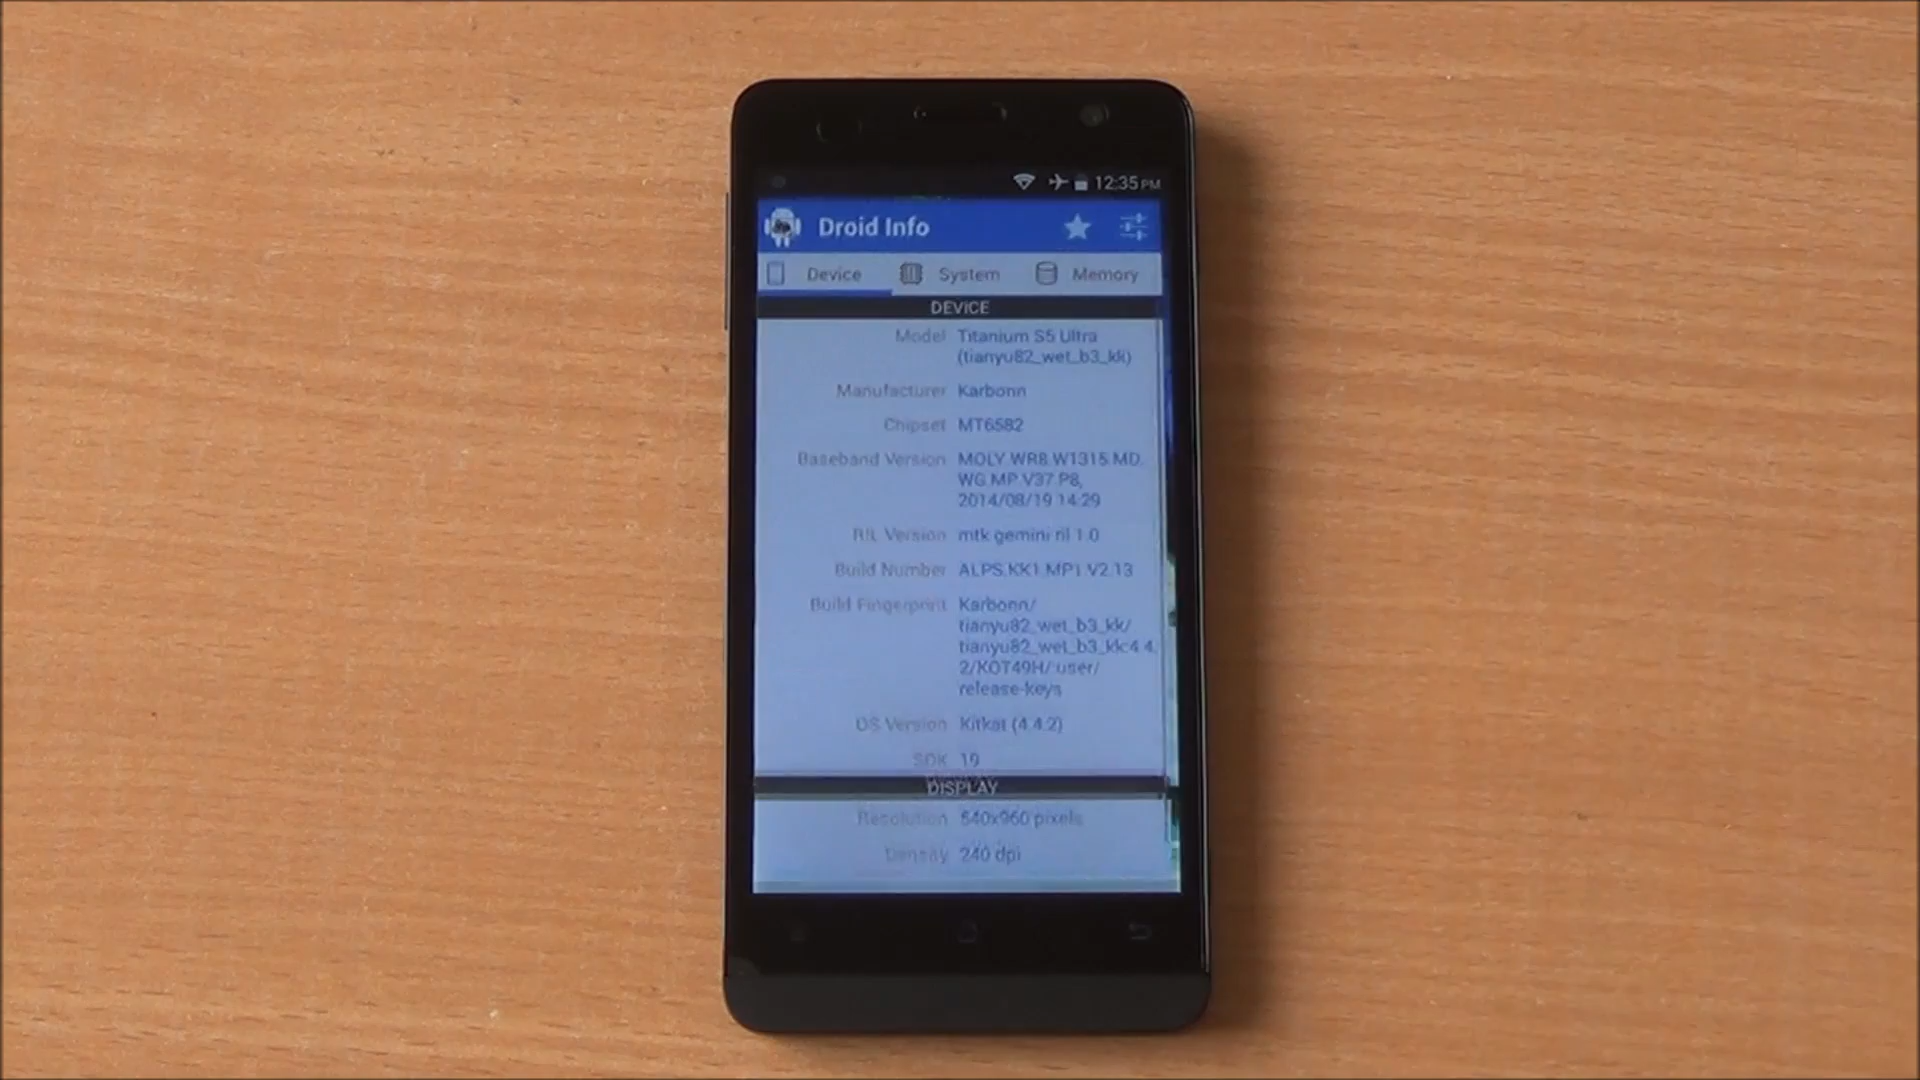 12:35 PM
Droid Info
Device System Memory
DEVICE
Model Titanium S5 Ultra
(tianyu82_wet_b3_kk)
Manufacturer Karbonn
Chipset MT6582
Baseband Version MOLY.WR8.W1315.MD.
WG.MP.V37.P8,
2014/08/19 14:29
RIL Version mtk gemini ril 1.0
Build Number ALPS.KK1.MP1.V2.13
Build Fingerprint Karbonn/
tianyu82_wet_b3_kk/
tianyu82_wet_b3_kk:4.4.
2/KOT49H/:user/
release-keys
OS Version Kitkat (4.4.2)
SDK 19
DISPLAY
Resolution 540x960 pixels
Density 240 dpi